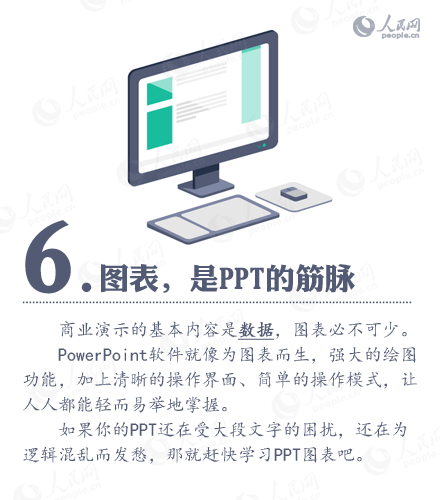 人民网
people.cn
6.图表，是PPT的筋脉
商业演示的基本内容是数据，图表必不可少。
PowerPoint软件就像为图表而生，强大的绘图
功能，加上清晰的操作界面、简单的操作模式，让
人人都能轻而易举地掌握。
如果你的PPT还在受大段文字的困扰，还在为
逻辑混乱而发愁，那就赶快学习PPT图表吧。